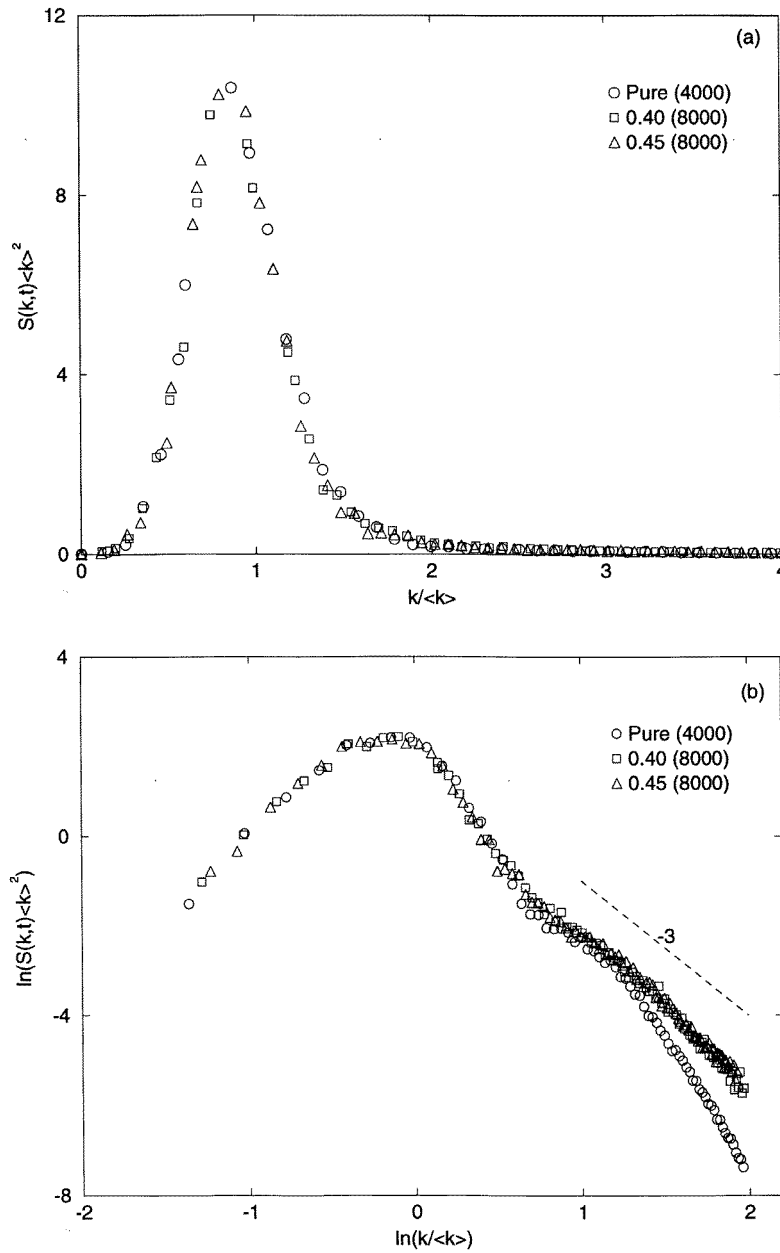 (a)
12
8
4
0
S(k,t)<k>²
Pure (4000)
0.40 (8000)
0.45 (8000)
0 1 2 3 4
k/<k>
(b)
4
0
-4
-8
ln(S(k,t)<k>²)
Pure (4000)
0.40 (8000)
0.45 (8000)
-3
-2 -1 0 1 2
ln(k/<k>)